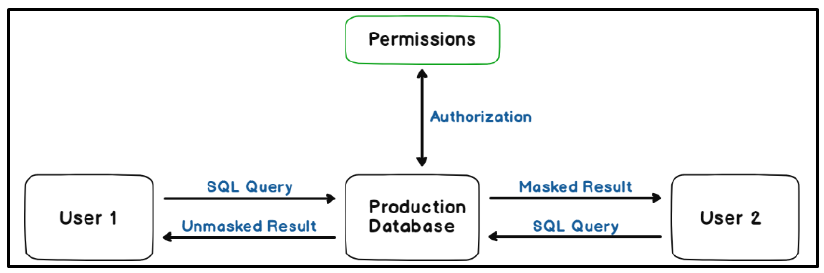 Permissions
Authorization
SQL Query
Masked Result
User 1
Production
Database
User 2
Unmasked Result
SQL Query